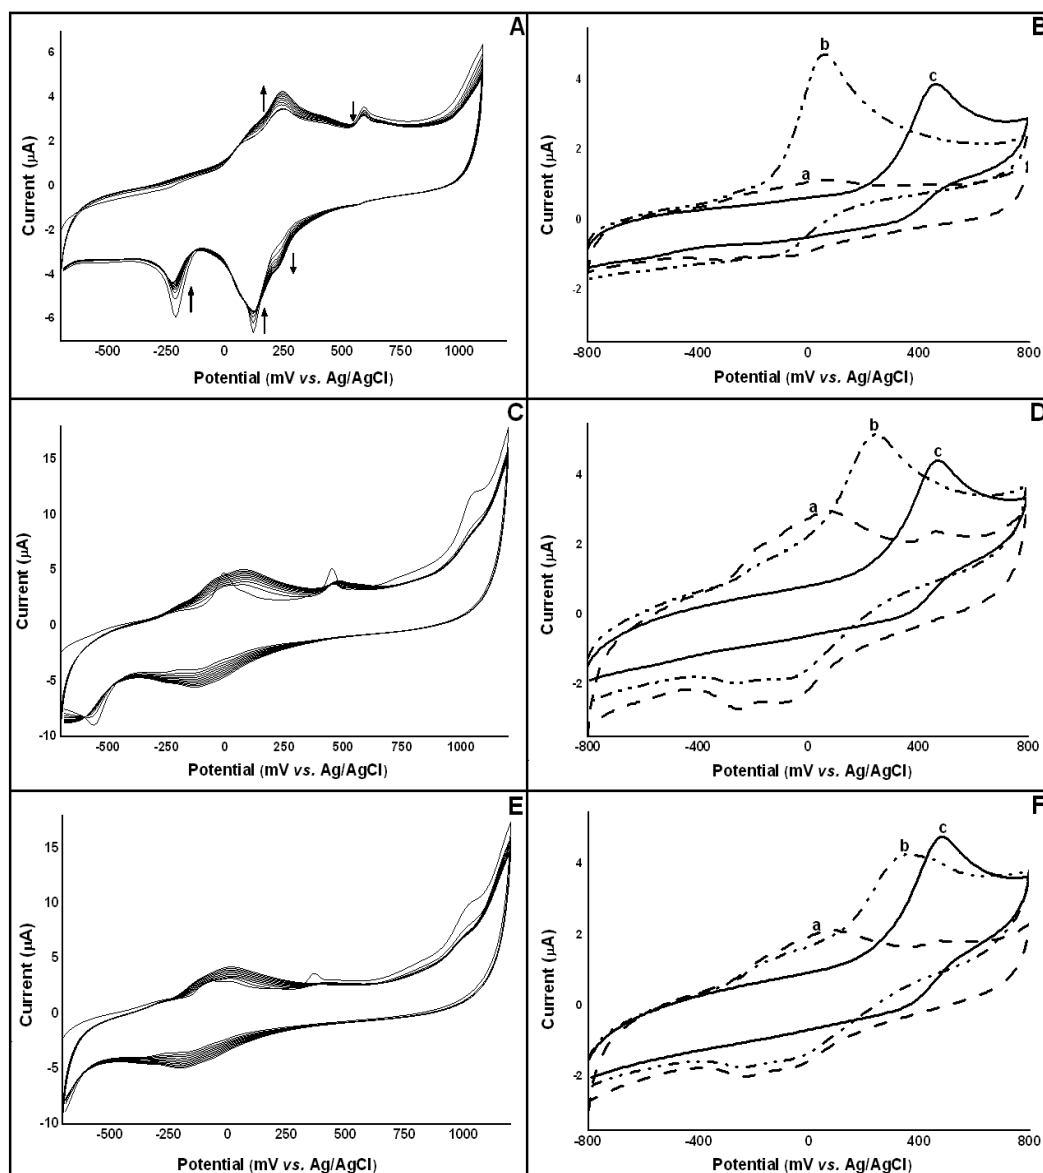 A
6
4
2
0
-2
-4
-6
Current (µA)
-500 -250 0 250 500 750 1000
Potential (mV vs. Ag/AgCl)
B
b
c
a
4
2
0
-2
Current (µA)
-800 -400 0 400 800
Potential (mV vs. Ag/AgCl)
C
15
10
5
0
-5
-10
Current (µA)
-500 -250 0 250 500 750 1000
Potential (mV vs. Ag/AgCl)
D
b
c
a
4
2
0
-2
Current (µA)
-800 -400 0 400 800
Potential (mV vs. Ag/AgCl)
E
15
10
5
0
-5
-10
Current (µA)
-500 -250 0 250 500 750 1000
Potential (mV vs. Ag/AgCl)
F
c
b
a
4
2
0
-2
Current (µA)
-800 -400 0 400 800
Potential (mV vs. Ag/AgCl)